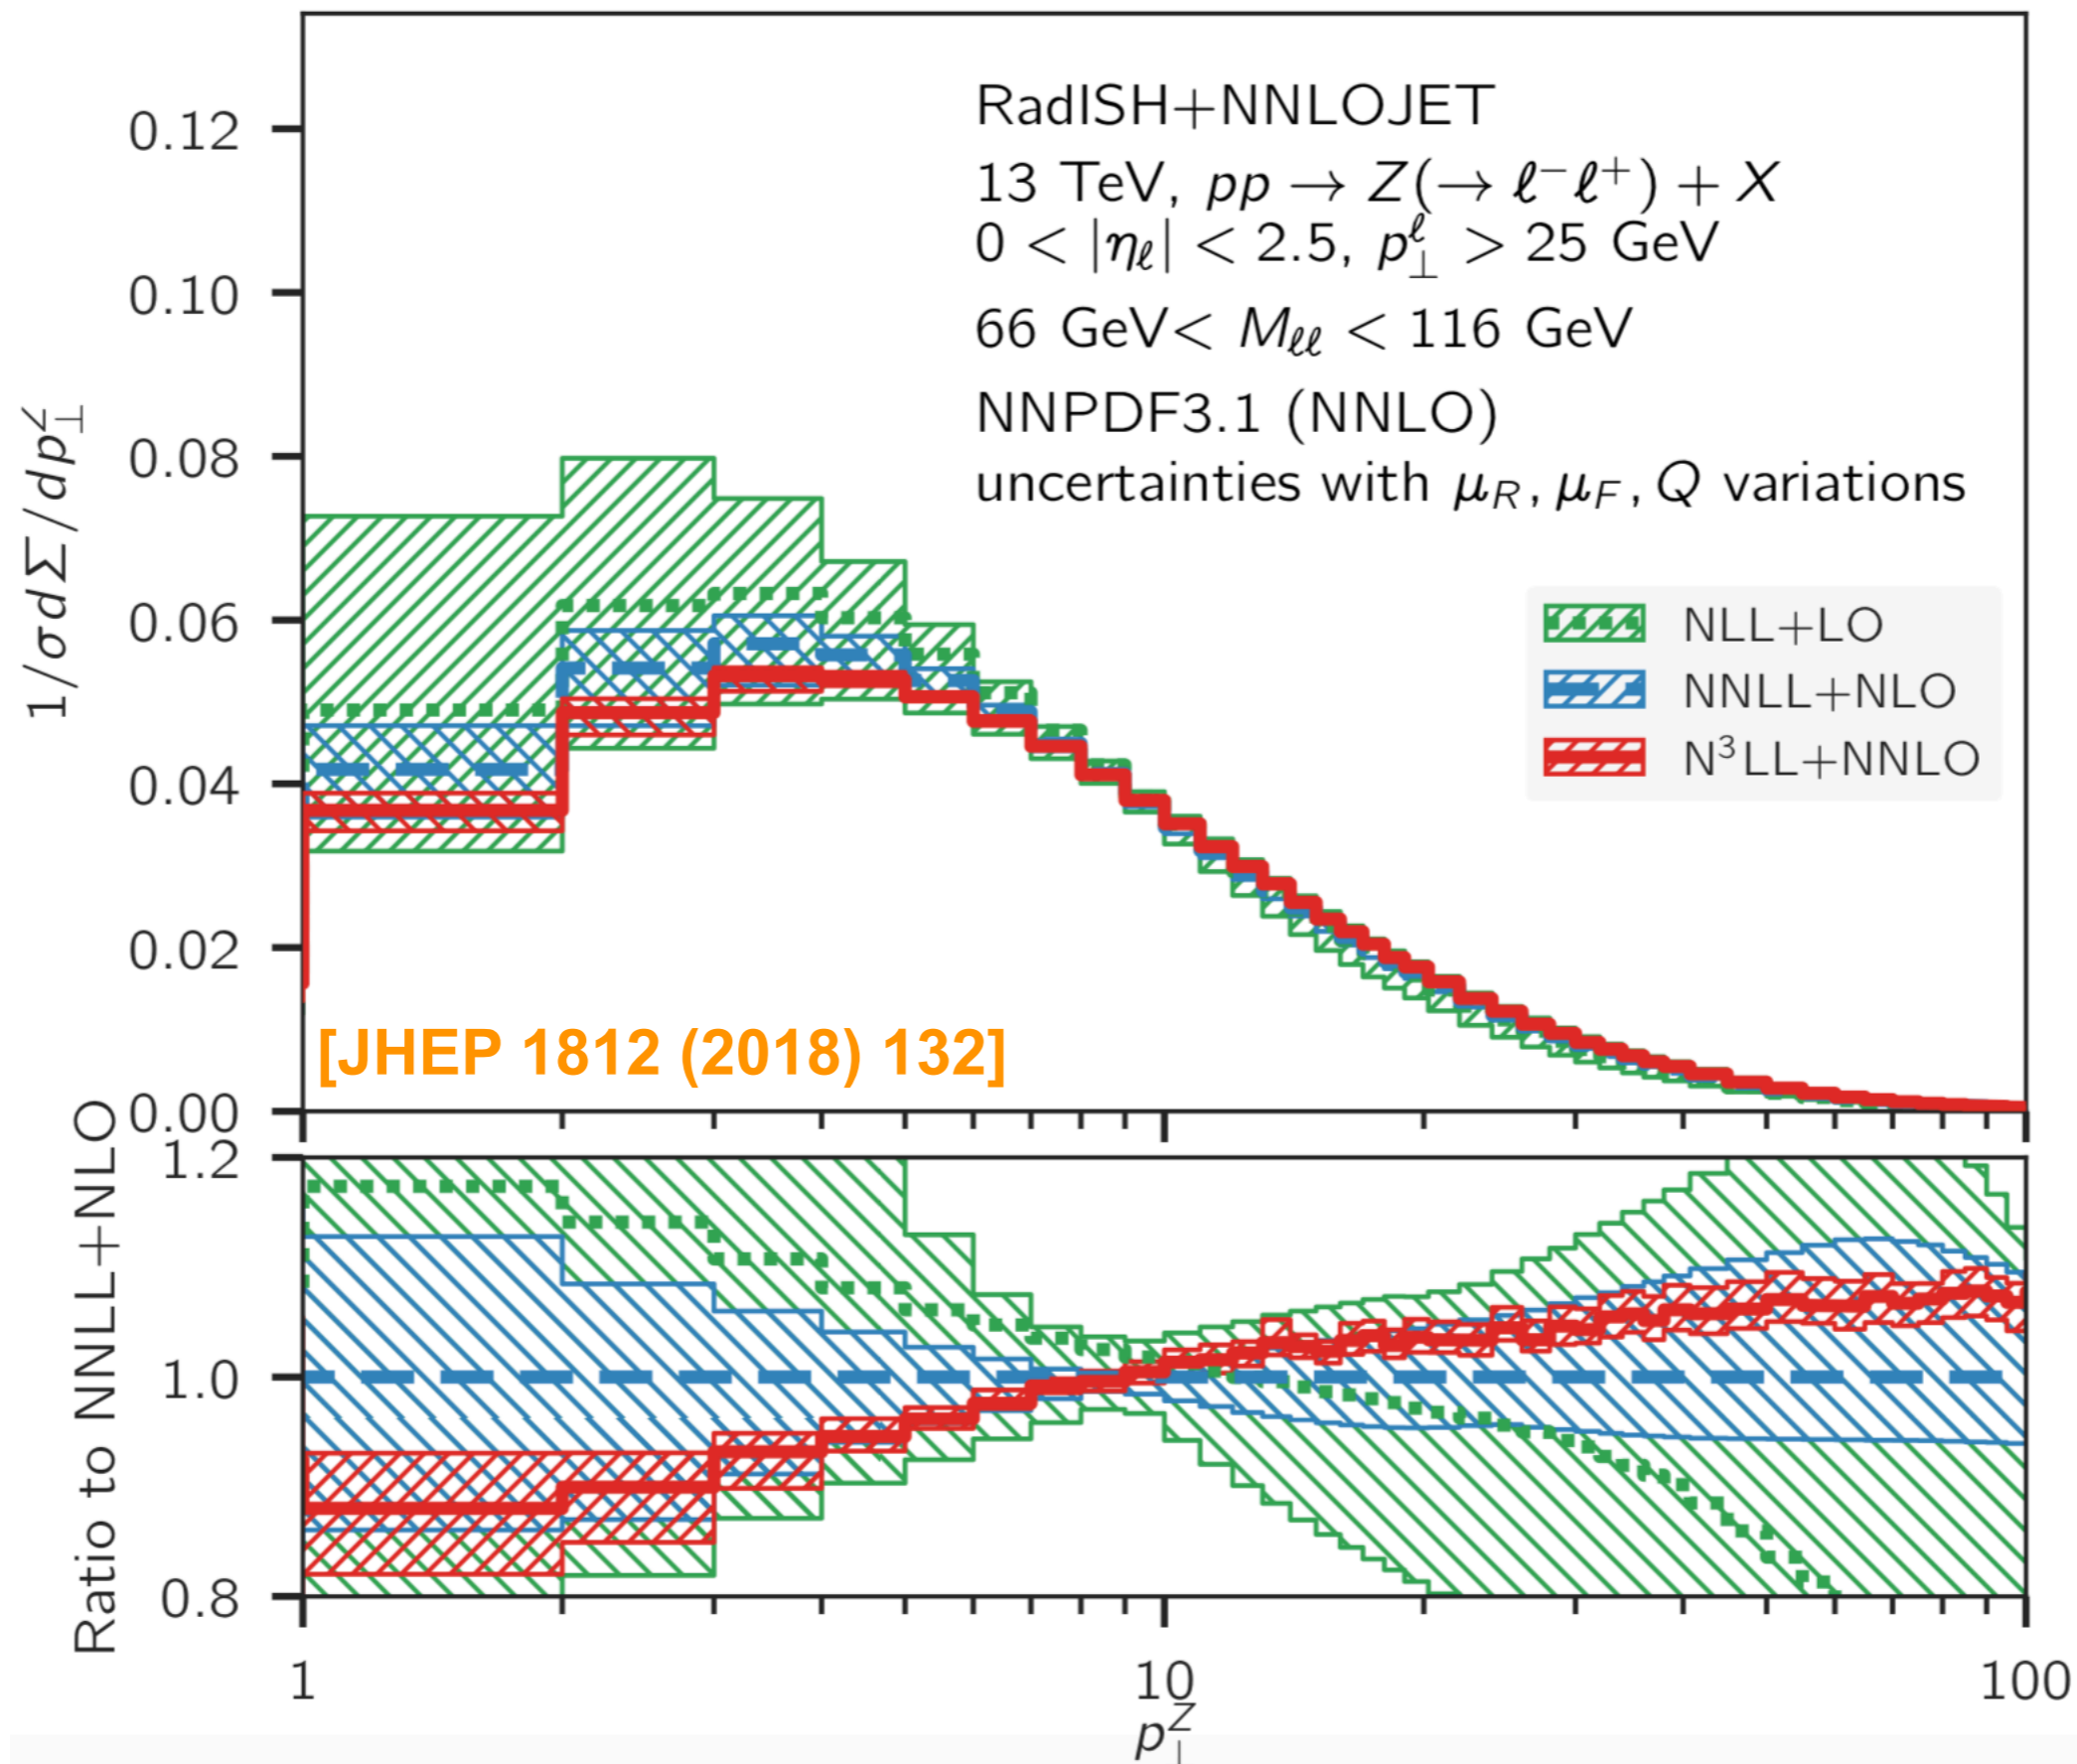 RadISH+NNLOJET
13 TeV, pp → Z(→ ℓ⁻ℓ⁺) + X
0 < |ηℓ| < 2.5, p⊥^ℓ > 25 GeV
66 GeV< Mℓℓ < 116 GeV
NNPDF3.1 (NNLO)
uncertainties with μR, μF, Q variations
NLL+LO
NNLL+NLO
N³LL+NNLO
1/σdΣ/dp⊥^Z
0.12
0.10
0.08
0.06
0.04
0.02
0.00
[JHEP 1812 (2018) 132]
Ratio to NNLL+NLO
1.2
1.0
0.8
1
10
100
p⊥^Z